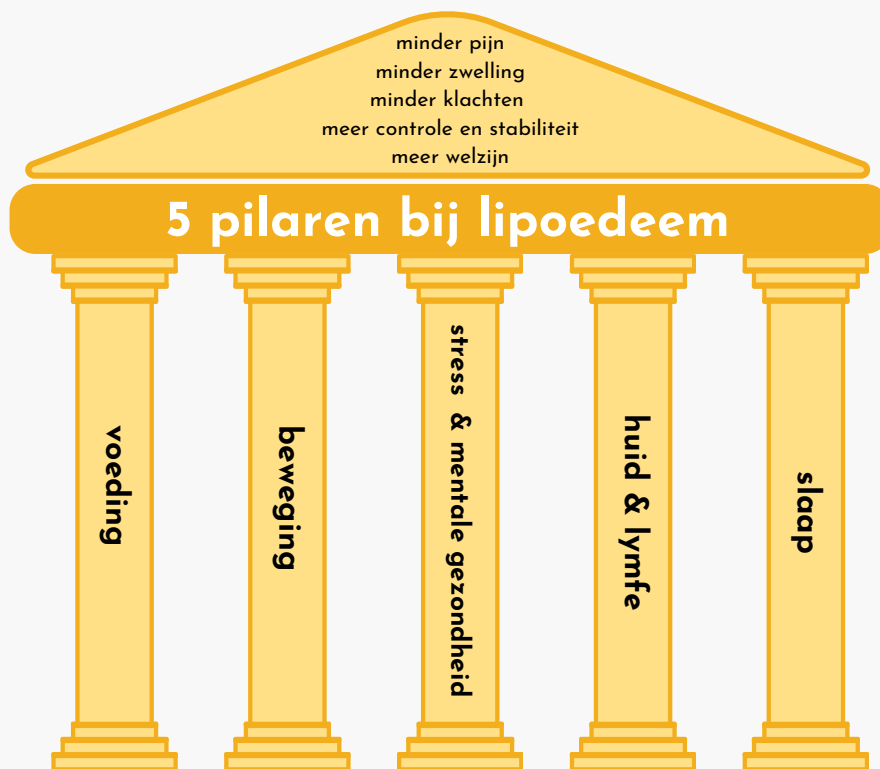 minder pijn
minder zwelling
minder klachten
meer controle en stabiliteit
meer welzijn
5 pilaren bij lipoedeem
voeding
beweging
stress & mentale gezondheid
huid & lymfe
slaap